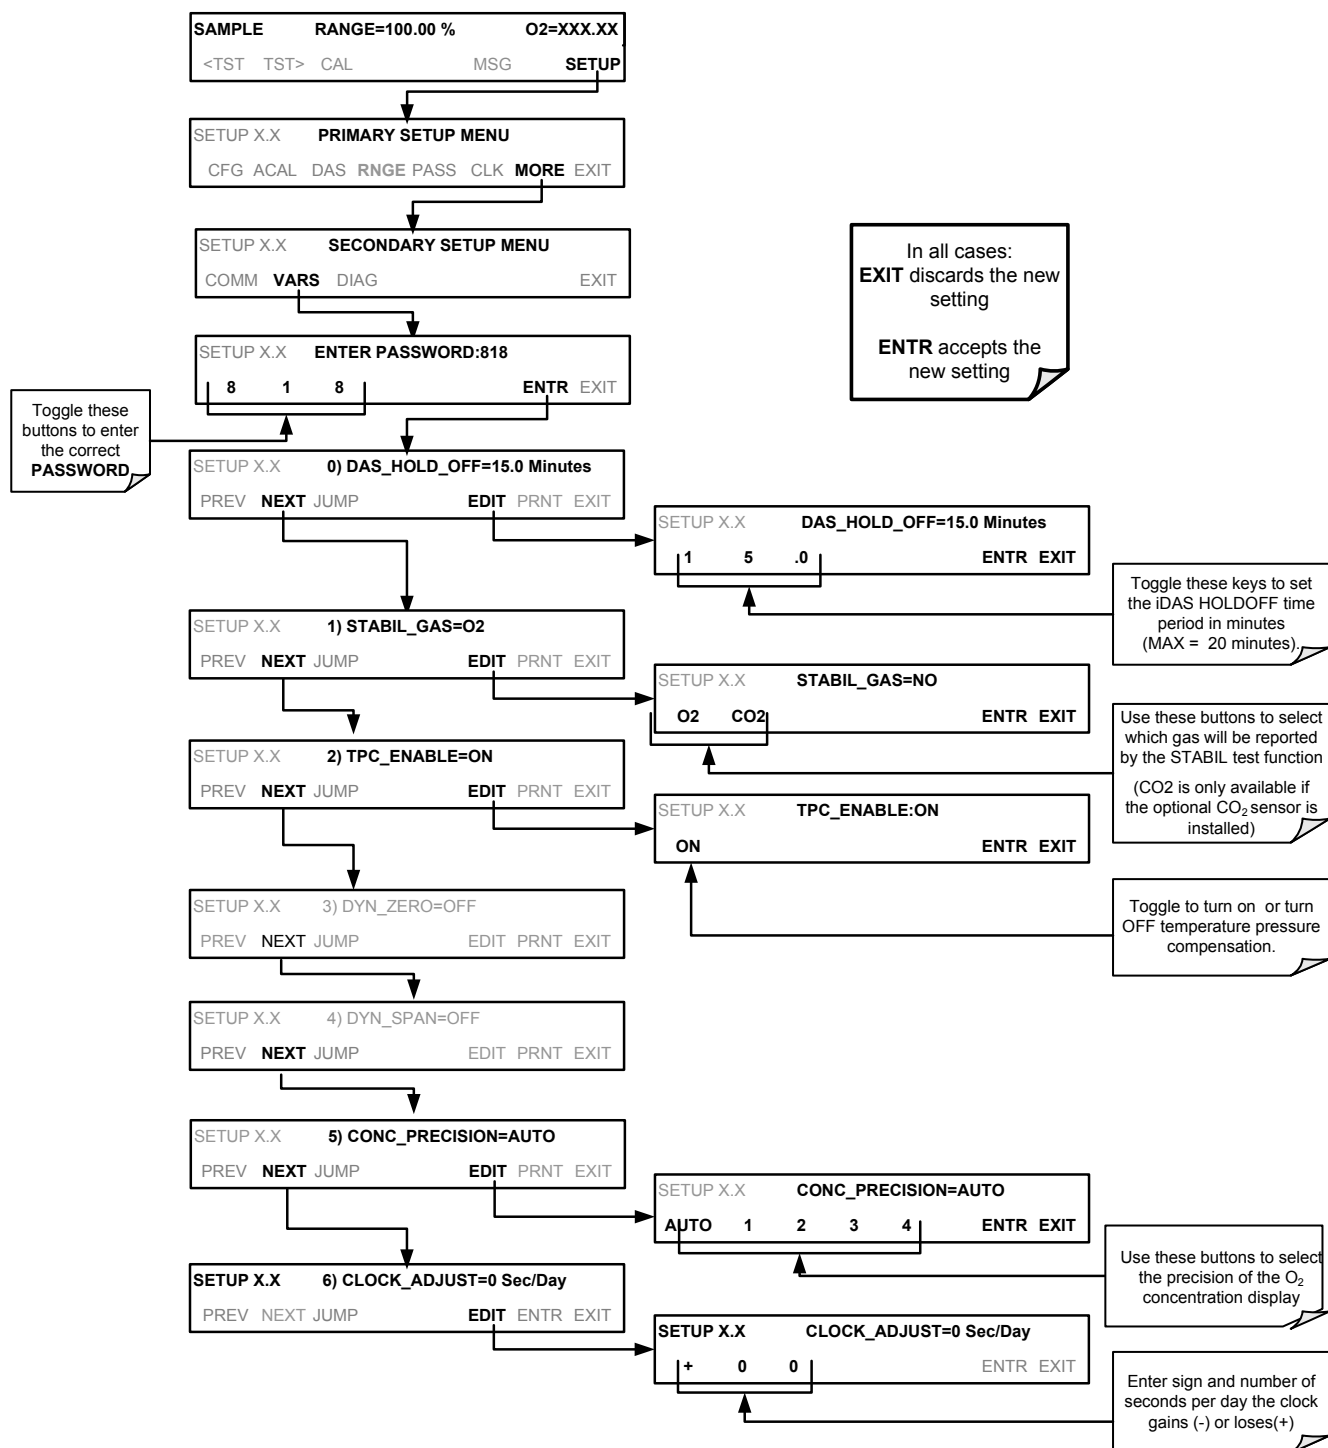 SAMPLE RANGE=100.00 % O2=XXX.XX
<TST TST> CAL MSG SETUP
SETUP X.X PRIMARY SETUP MENU
CFG ACAL DAS RNGE PASS CLK MORE EXIT
SETUP X.X SECONDARY SETUP MENU
COMM VARS DIAG EXIT
In all cases:
EXIT discards the new
setting
ENTR accepts the
new setting
SETUP X.X ENTER PASSWORD:818
8 1 8 ENTR EXIT
Toggle these
buttons to enter
the correct
PASSWORD
SETUP X.X 0) DAS_HOLD_OFF=15.0 Minutes
PREV NEXT JUMP EDIT PRNT EXIT
SETUP X.X DAS_HOLD_OFF=15.0 Minutes
1 5 .0 ENTR EXIT
Toggle these keys to set
the iDAS HOLDOFF time
period in minutes
(MAX = 20 minutes).
SETUP X.X 1) STABIL_GAS=O2
PREV NEXT JUMP EDIT PRNT EXIT
SETUP X.X STABIL_GAS=NO
O2 CO2 ENTR EXIT
Use these buttons to select
which gas will be reported
by the STABIL test function
(CO2 is only available if
the optional CO2 sensor is
installed)
SETUP X.X 2) TPC_ENABLE=ON
PREV NEXT JUMP EDIT PRNT EXIT
SETUP X.X TPC_ENABLE:ON
ON ENTR EXIT
Toggle to turn on or turn
OFF temperature pressure
compensation.
SETUP X.X 3) DYN_ZERO=OFF
PREV NEXT JUMP EDIT PRNT EXIT
SETUP X.X 4) DYN_SPAN=OFF
PREV NEXT JUMP EDIT PRNT EXIT
SETUP X.X 5) CONC_PRECISION=AUTO
PREV NEXT JUMP EDIT PRNT EXIT
SETUP X.X CONC_PRECISION=AUTO
AUTO 1 2 3 4 ENTR EXIT
Use these buttons to select
the precision of the O2
concentration display
SETUP X.X 6) CLOCK_ADJUST=0 Sec/Day
PREV NEXT JUMP EDIT ENTR EXIT
SETUP X.X CLOCK_ADJUST=0 Sec/Day
+ 0 0 ENTR EXIT
Enter sign and number of
seconds per day the clock
gains (-) or loses(+)